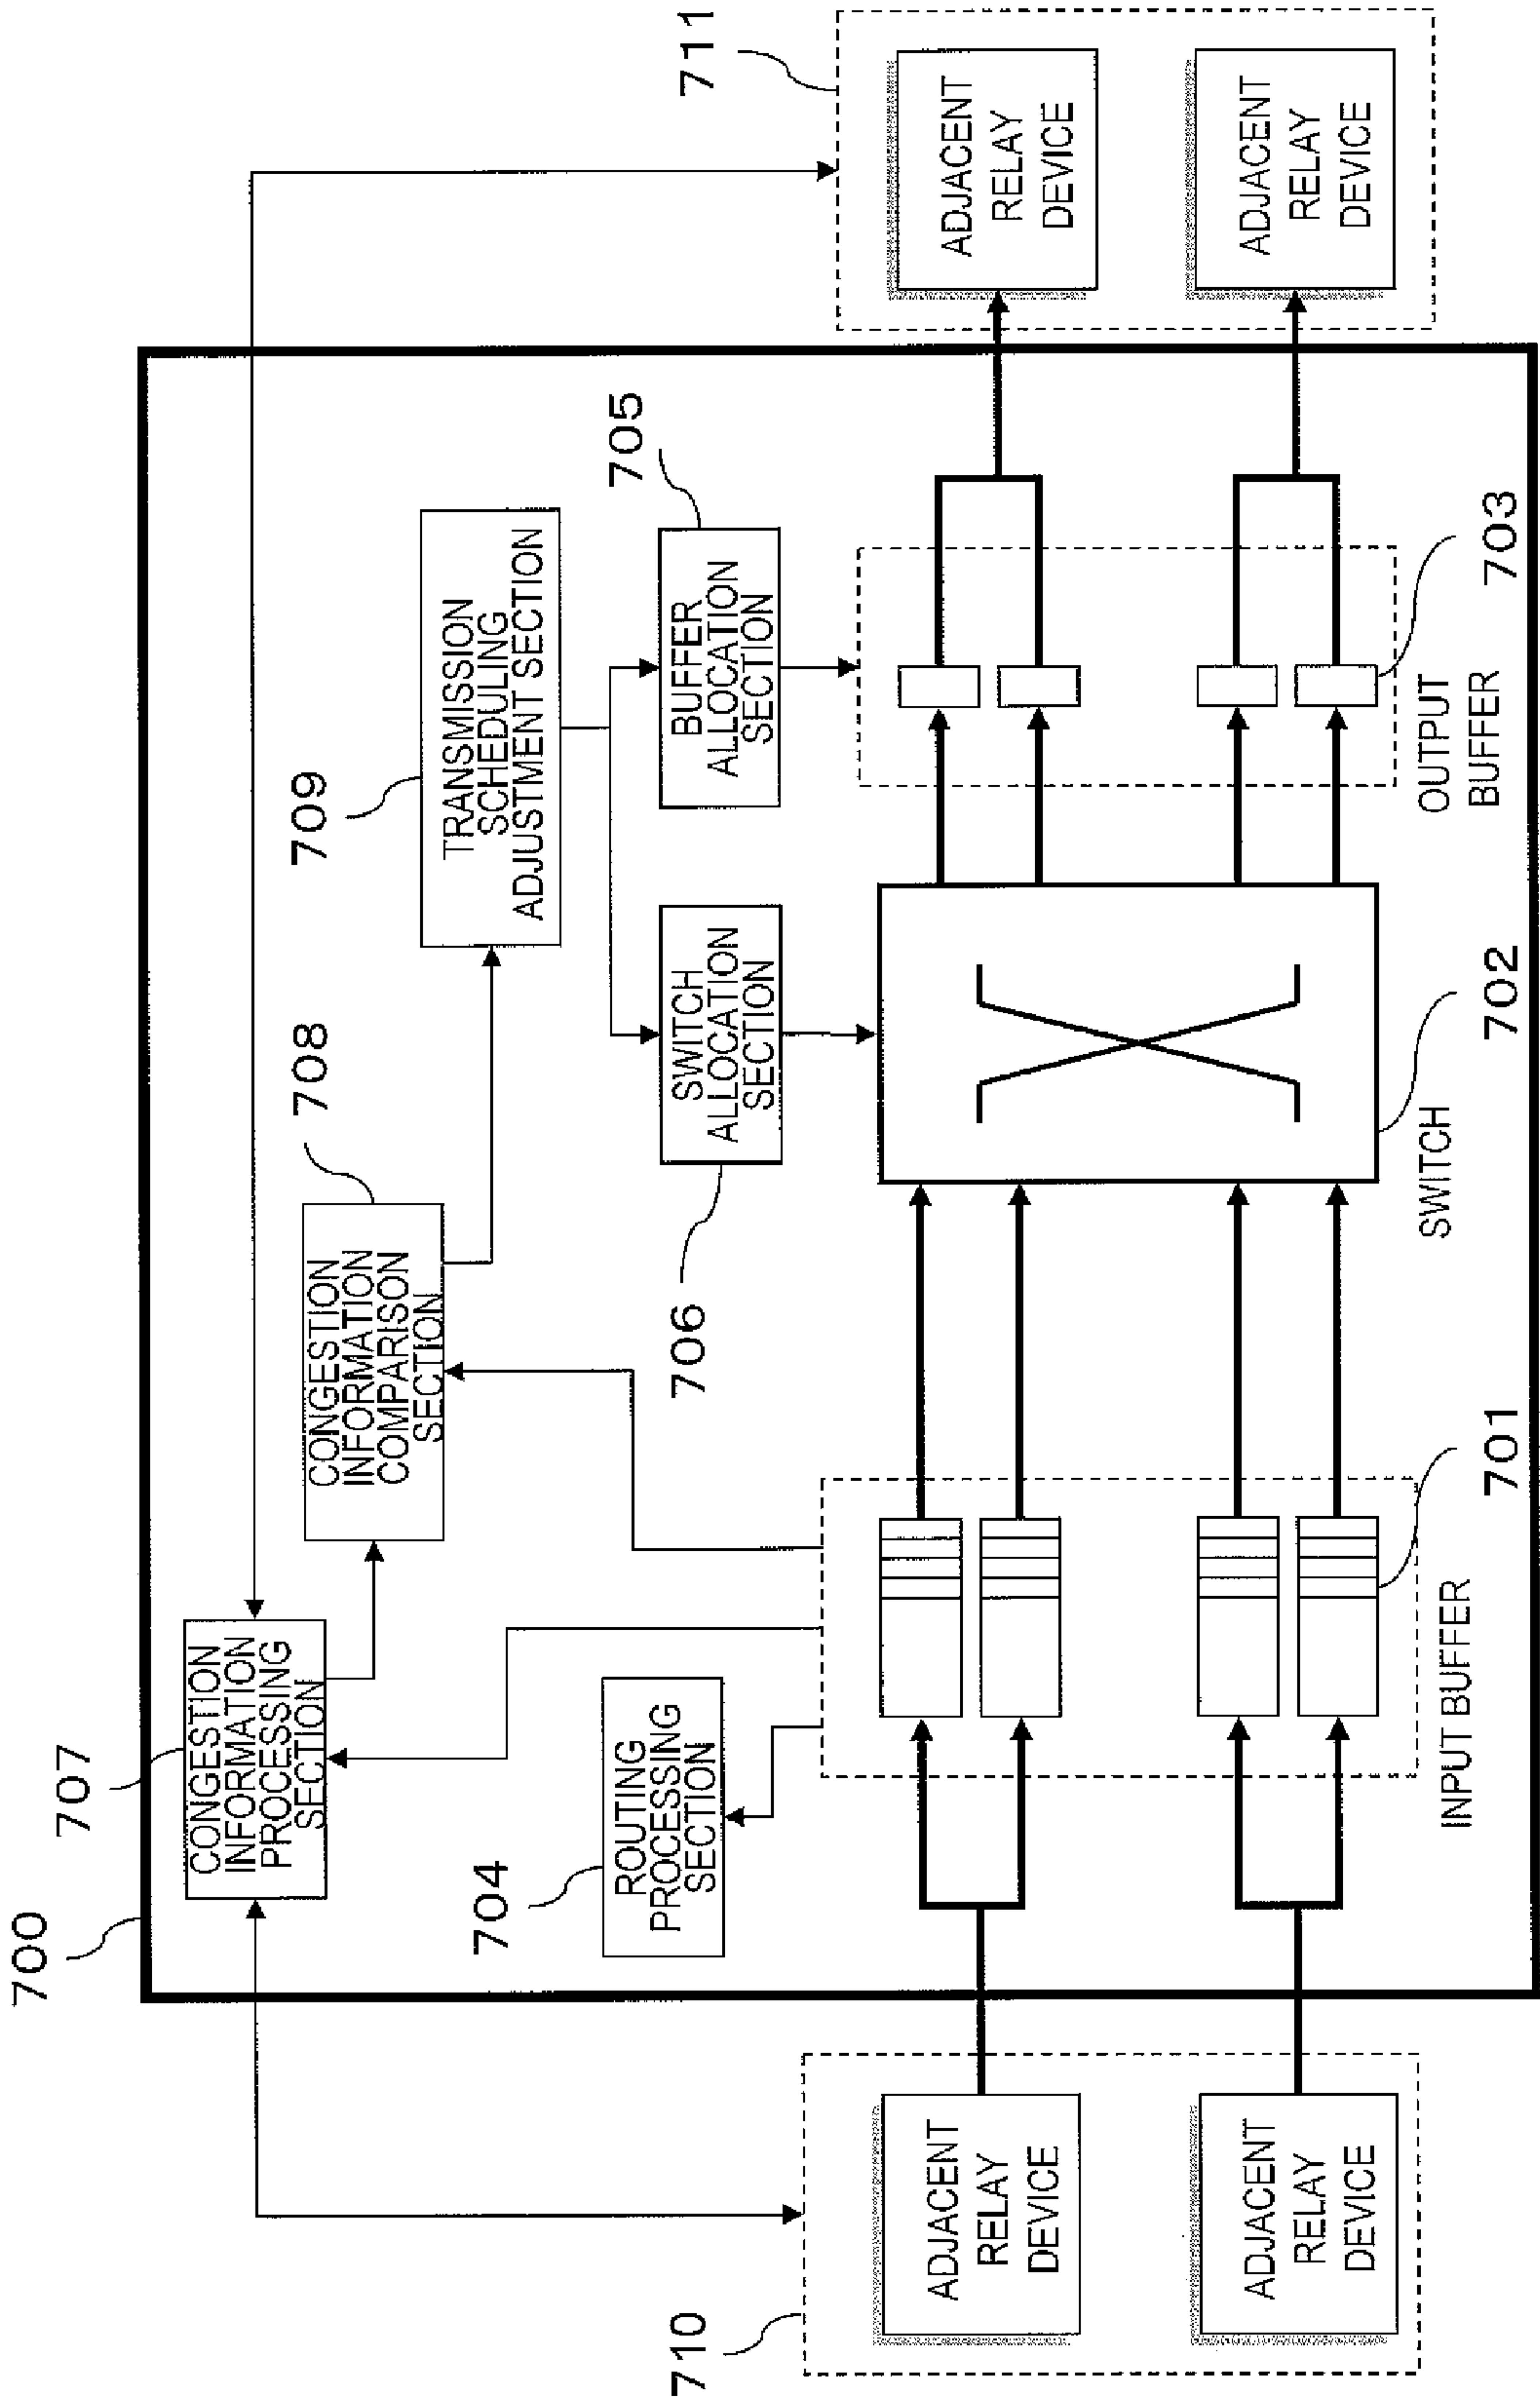 700
707
CONGESTION
INFORMATION
PROCESSING
SECTION
708
CONGESTION
INFORMATION
COMPARISON
SECTION
709
TRANSMISSION
SCHEDULING
ADJUSTMENT SECTION
704
ROUTING
PROCESSING
SECTION
706
SWITCH
ALLOCATION
SECTION
705
BUFFER
ALLOCATION
SECTION
710
ADJACENT
RELAY
DEVICE
ADJACENT
RELAY
DEVICE
711
ADJACENT
RELAY
DEVICE
ADJACENT
RELAY
DEVICE
INPUT BUFFER
701
SWITCH
702
OUTPUT
BUFFER
703